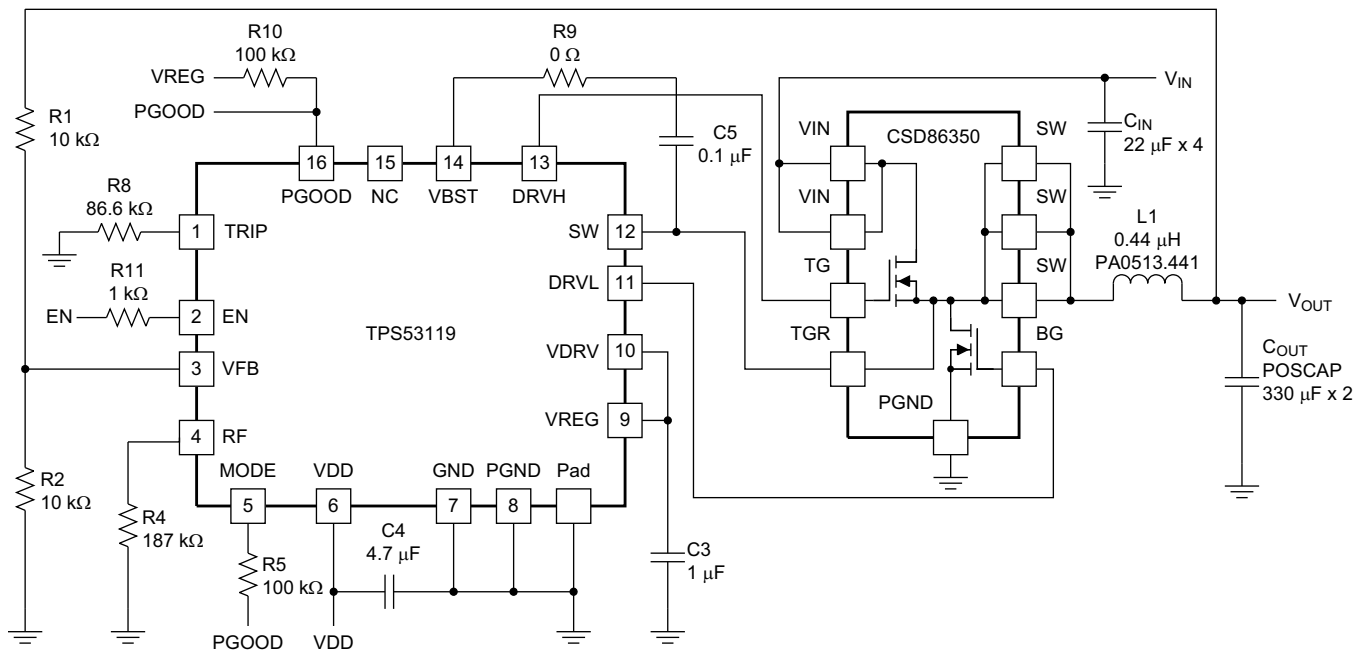 R10
100 kΩ
VREG
PGOOD
R9
0 Ω
R1
10 kΩ
C5
0.1 µF
VIN
CSD86350
SW
V_IN
C_IN
22 µF x 4
16
15
14
13
PGOOD
NC
VBST
DRVH
R8
86.6 kΩ
1
TRIP
SW
12
VIN
SW
R11
1 kΩ
EN
2
EN
DRVL
11
TG
SW
L1
0.44 µH
PA0513.441
V_OUT
TPS53119
3
VFB
VDRV
10
TGR
BG
C_OUT
POSCAP
330 µF x 2
4
RF
VREG
9
PGND
R2
10 kΩ
MODE
VDD
GND
PGND
Pad
5
6
7
8
R4
187 kΩ
R5
100 kΩ
C4
4.7 µF
C3
1 µF
PGOOD
VDD